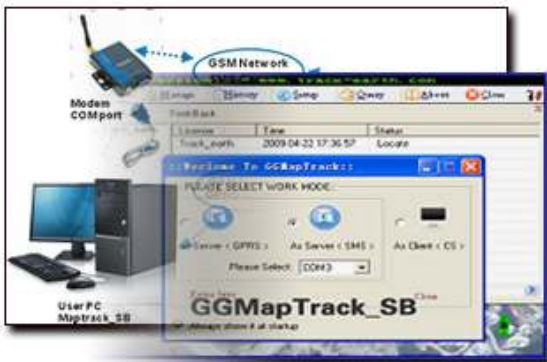 GSM Network
www.track-earth.com
Modem
COMport
History
Setup
Query
About
Close
Feed Back
License Time Status
Track_earth 2009-04-22 17:36:57 Locate
::Welcome To GGMapTrack::
PLEASE SELECT WORK MODE:
As Server < GPRS > As Server < SMS > As Client < CS >
Please Select: COM3
Close
GGMapTrack_SB
Always show it at startup
User PC
Maptrack_SB